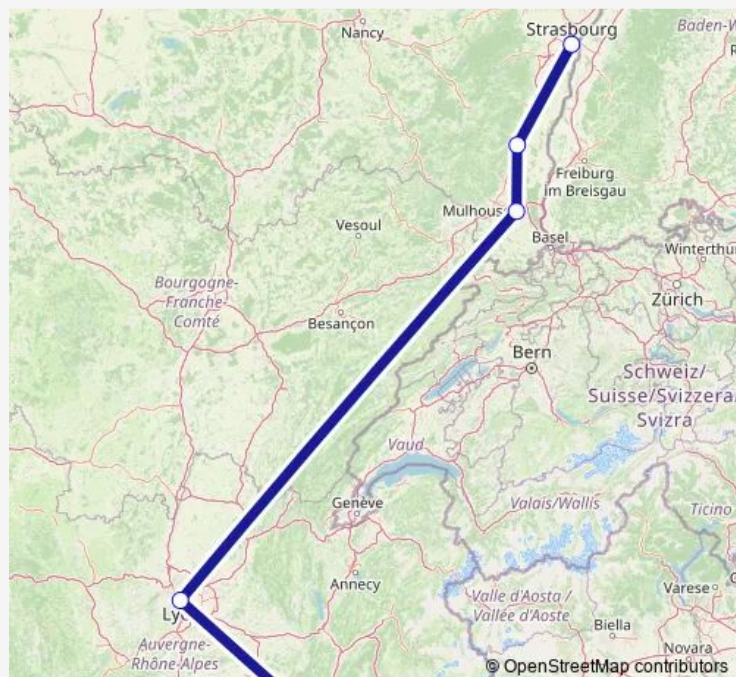 Nancy
Strasbourg
Baden-W
R
Freiburg
im Breisgau
Mulhous
Vesoul
Basel
Winterthu
Bourgogne-
Franche-
Comté
Zürich
Besançon
Bern
Schweiz/
Suisse/Svizzera/
Svizra
Vaud
Genève
Valais/Wallis
Ticino
Annecy
Valle d'Aosta /
Vallée d'Aoste
Varese
Ly
Biella
Auvergne-
Rhône-Alpes
Novara
© OpenStreetMap contributors